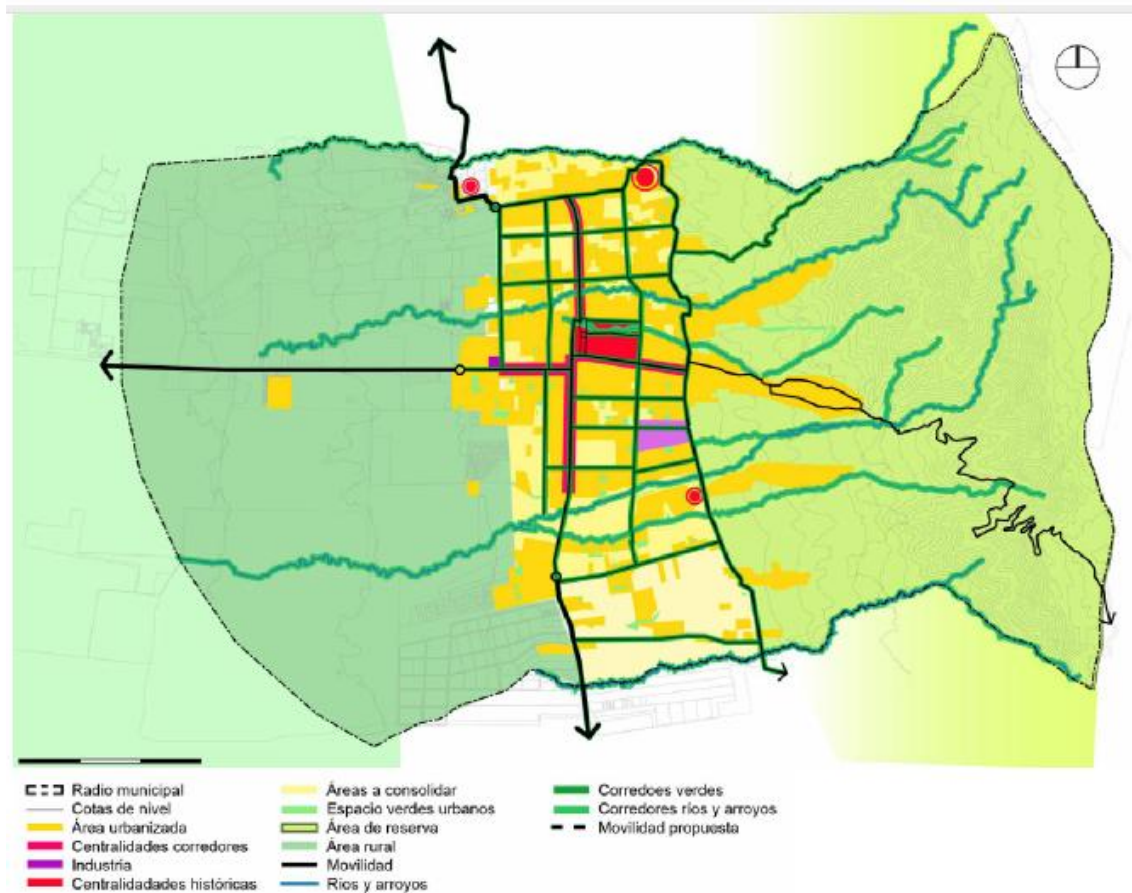 Radio municipal
Cotas de nivel
Área urbanizada
Centralidades corredores
Industria
Centralidadades históricas
Áreas a consolidar
Espacio verdes urbanos
Área de reserva
Área rural
Movilidad
Ríos y arroyos
Corredoes verdes
Corredores ríos y arroyos
Movilidad propuesta